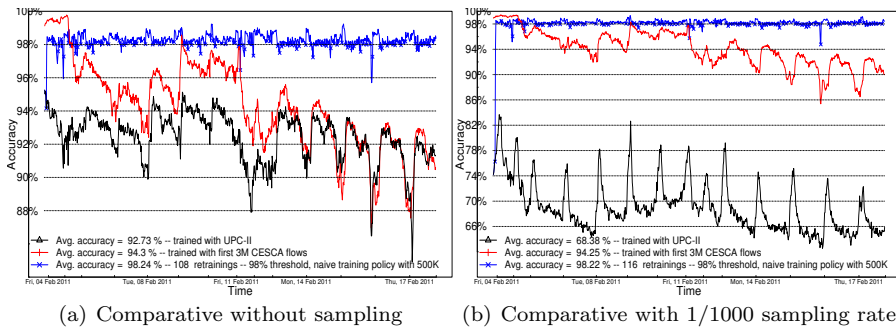 100%
98%
96%
94%
92%
90%
88%
Accuracy
Avg. accuracy = 92.73 % -- trained with UPC-II
Avg. accuracy = 94.3 % -- trained with first 3M CESCA flows
Avg. accuracy = 98.24 % -- 108 retrainings -- 98% threshold, naive training policy with 500K
Fri, 04 Feb 2011
Tue, 08 Feb 2011
Fri, 11 Feb 2011
Mon, 14 Feb 2011
Thu, 17 Feb 2011
Time
(a) Comparative without sampling
100%
98%
94%
90%
86%
82%
78%
74%
70%
66%
Accuracy
Avg. accuracy = 68.38 % -- trained with UPC-II
Avg. accuracy = 94.25 % -- trained with first 3M CESCA flows
Avg. accuracy = 98.22 % -- 116 retrainings -- 98% threshold, naive training policy with 500K
Fri, 04 Feb 2011
Tue, 08 Feb 2011
Fri, 11 Feb 2011
Mon, 14 Feb 2011
Thu, 17 Feb 2011
Time
(b) Comparative with 1/1000 sampling rate